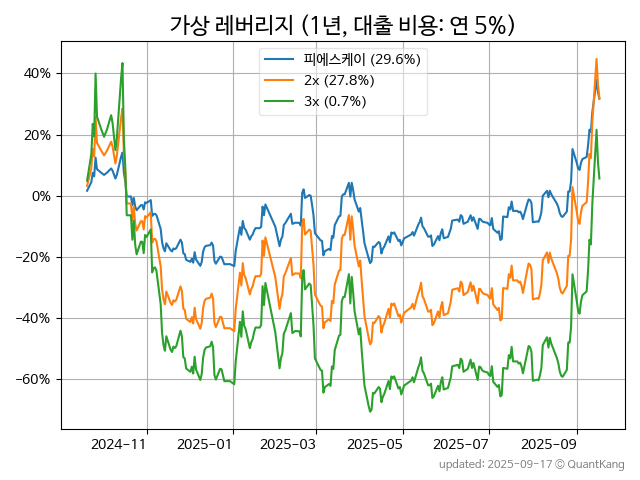 가상 레버리지 (1년, 대출 비용: 연 5%)
피에스케이 (29.6%)
2x (27.8%)
3x (0.7%)
40%
20%
0%
−20%
−40%
−60%
2024−11 2025−01 2025−03 2025−05 2025−07 2025−09
updated: 2025-09-17 © QuantKang